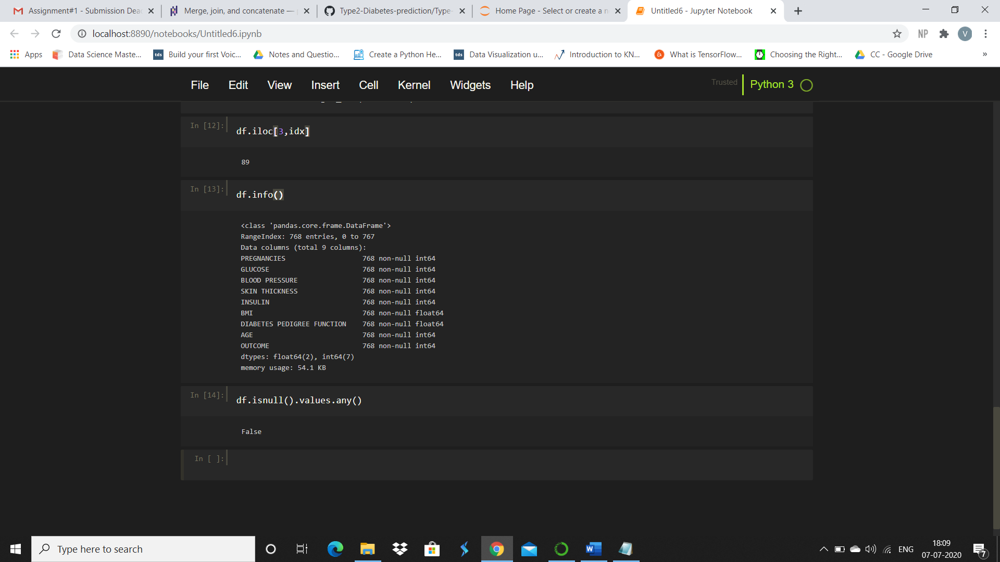 Assignment#1 - Submission Dead
Merge, join, and concatenate —
Type2-Diabetes-prediction/Type-
Home Page - Select or create a n
Untitled6 - Jupyter Notebook
localhost:8890/notebooks/Untitled6.ipynb
NP
V
Apps
Data Science Maste...
tds Build your first Voic...
Notes and Questio...
Create a Python He...
tds Data Visualization u...
Introduction to KN...
What is TensorFlow...
Choosing the Right...
CC - Google Drive
»
File Edit View Insert Cell Kernel Widgets Help
Trusted
Python 3
In [12]:
df.iloc[3,idx]
89
In [13]:
df.info()
<class 'pandas.core.frame.DataFrame'>
RangeIndex: 768 entries, 0 to 767
Data columns (total 9 columns):
PREGNANCIES 768 non-null int64
GLUCOSE 768 non-null int64
BLOOD PRESSURE 768 non-null int64
SKIN THICKNESS 768 non-null int64
INSULIN 768 non-null int64
BMI 768 non-null float64
DIABETES PEDIGREE FUNCTION 768 non-null float64
AGE 768 non-null int64
OUTCOME 768 non-null int64
dtypes: float64(2), int64(7)
memory usage: 54.1 KB
In [14]:
df.isnull().values.any()
False
In [ ]:
Type here to search
W
ENG
18:09
07-07-2020
7